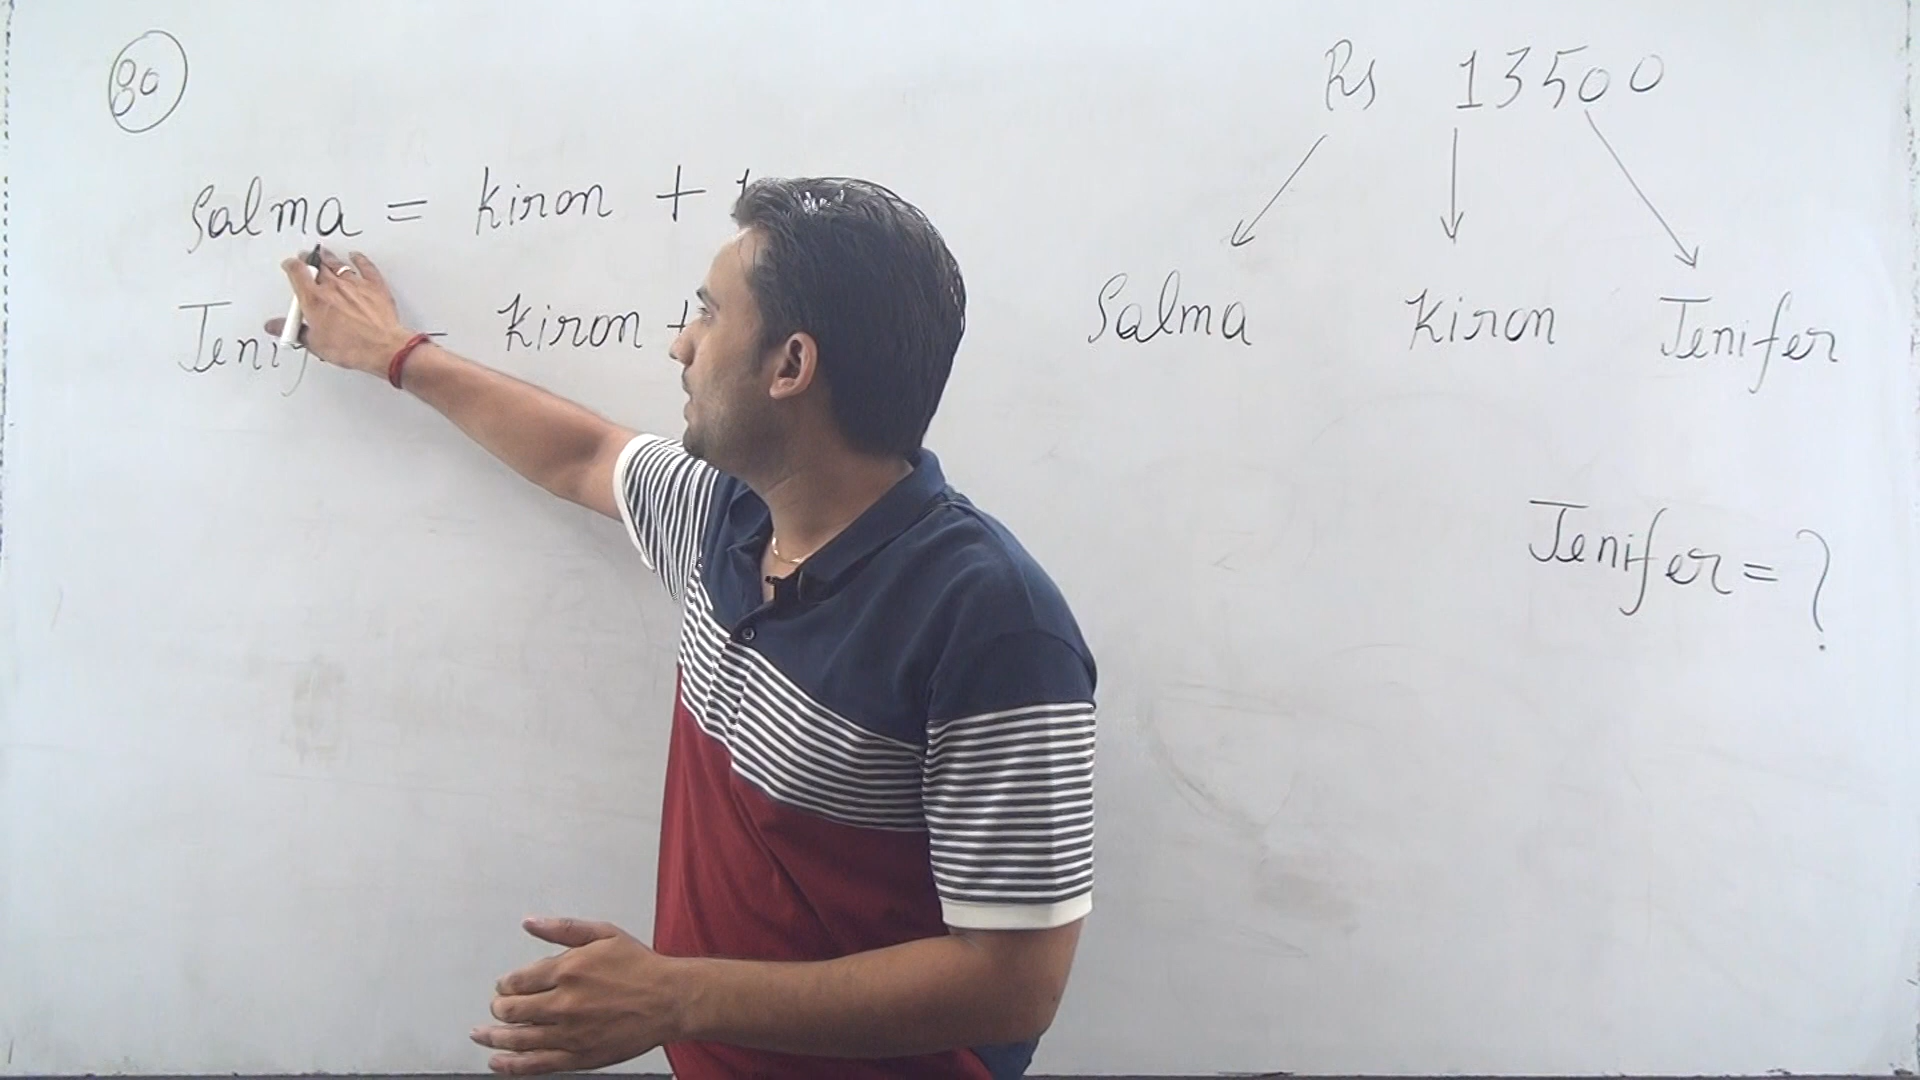 80
Rs 13500
Salma = Kiron +
Kiron +
Salma Kiron Jenifer
Jenifer = ?